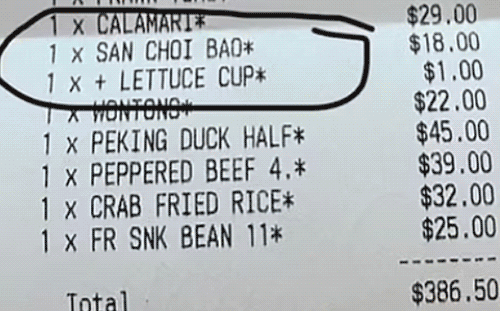 1 x CALAMARI* $29.00
1 x SAN CHOI BAO* $18.00
1 x + LETTUCE CUP* $1.00
1 x WONTONS* $22.00
1 x PEKING DUCK HALF* $45.00
1 x PEPPERED BEEF 4.* $39.00
1 x CRAB FRIED RICE* $32.00
1 x FR SNK BEAN 11* $25.00
--------
Total $386.50